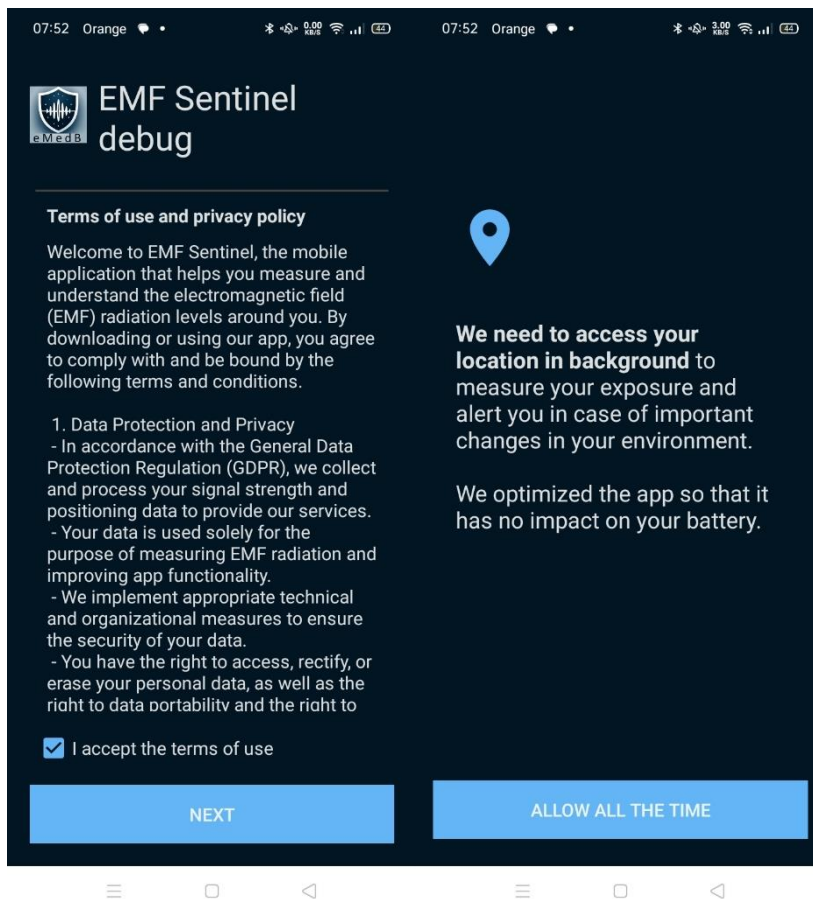 07:52 Orange
0.00
KB/S
44
EMF Sentinel
debug
eMedB
Terms of use and privacy policy
Welcome to EMF Sentinel, the mobile
application that helps you measure and
understand the electromagnetic field
(EMF) radiation levels around you. By
downloading or using our app, you agree
to comply with and be bound by the
following terms and conditions.
1. Data Protection and Privacy
- In accordance with the General Data
Protection Regulation (GDPR), we collect
and process your signal strength and
positioning data to provide our services.
- Your data is used solely for the
purpose of measuring EMF radiation and
improving app functionality.
- We implement appropriate technical
and organizational measures to ensure
the security of your data.
- You have the right to access, rectify, or
erase your personal data, as well as the
right to data portability and the right to
I accept the terms of use
NEXT
07:52 Orange
3.00
KB/S
44
We need to access your
location in background to
measure your exposure and
alert you in case of important
changes in your environment.
We optimized the app so that it
has no impact on your battery.
ALLOW ALL THE TIME